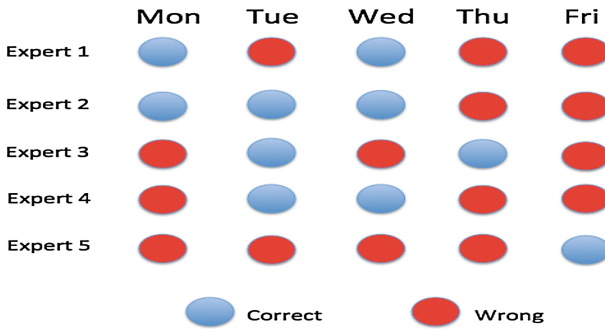 Mon Tue Wed Thu Fri
Expert 1
Expert 2
Expert 3
Expert 4
Expert 5
Correct Wrong